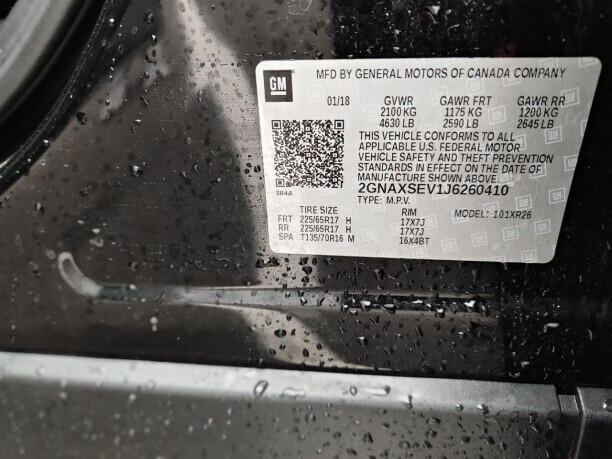 GM
MFD BY GENERAL MOTORS OF CANADA COMPANY
01/18 GVWR GAWR FRT GAWR RR
2100 KG 1175 KG 1200 KG
4630 LB 2590 LB 2645 LB
THIS VEHICLE CONFORMS TO ALL
APPLICABLE U.S. FEDERAL MOTOR
VEHICLE SAFETY AND THEFT PREVENTION
STANDARDS IN EFFECT ON THE DATE OF
MANUFACTURE SHOWN ABOVE.
384A 2GNAXSEV1J6260410
TYPE: M.P.V.
TIRE SIZE RIM MODEL: 101XR26
FRT 225/65R17 H 17X7J
RR 225/65R17 H 17X7J
SPA T135/70R16 M 16X4BT